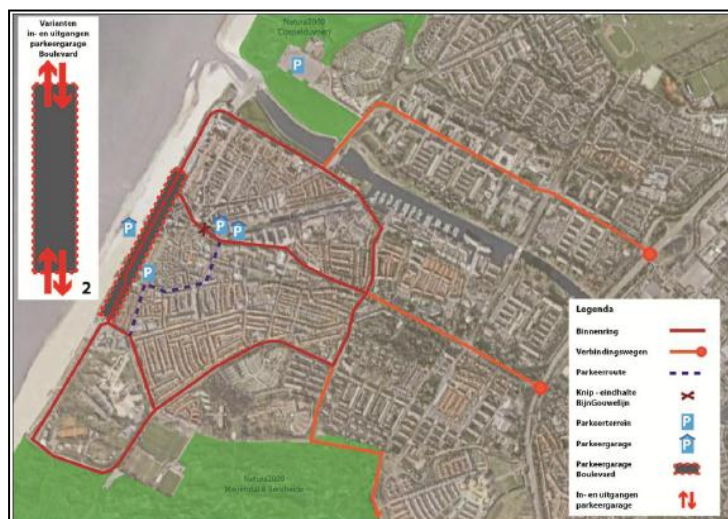 Varianten
in- en uitgangen
parkeergarage
Boulevard
2
Natura2000
Coepelduynen
P
P
P
P
P
Natura2000
Meijendel & Berkheide
Legenda
Binnenring
Verbindingswegen
Parkeerroute
Knip - eindhalte
RijnGouwelijn
Parkeerterrein
P
Parkeergarage
P
Parkeergarage
Boulevard
In- en uitgangen
parkeergarage